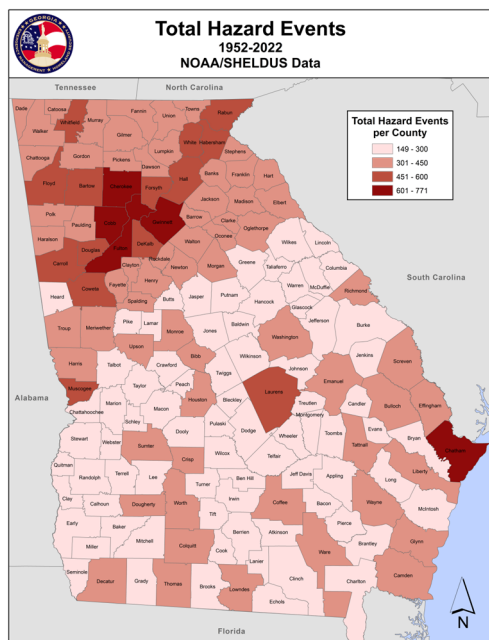 Total Hazard Events
1952-2022
NOAA/SHELDUS Data
Tennessee North Carolina
Total Hazard Events
per County
149 - 300
301 - 450
451 - 600
601 - 771
Dade Catoosa Whitfield Murray Fannin Union Towns Rabun
Walker Gilmer White Habersham
Chattooga Gordon Pickens Lumpkin Stephens
Dawson
Floyd Bartow Cherokee Forsyth Hall Banks Franklin Hart
Jackson Madison Elbert
Polk Paulding Cobb Gwinnett Barrow Clarke
Haralson Fulton DeKalb Walton Oconee Oglethorpe
Douglas Rockdale
Carroll Clayton Newton Morgan Greene Taliaferro Wilkes Lincoln
Fayette Henry Columbia
Heard Coweta Spalding Butts Jasper Putnam Hancock Warren McDuffie
South Carolina
Glascock Richmond
Troup Meriwether Pike Lamar Monroe Jones Baldwin Washington Jefferson Burke
Upson Bibb Wilkinson Jenkins Screven
Harris Talbot Crawford Twiggs Johnson
Muscogee Taylor Peach Houston Bleckley Laurens Emanuel
Alabama
Chattahoochee Marion Macon Treutlen Candler Bulloch Effingham
Schley Dooly Pulaski Dodge Montgomery
Stewart Webster Sumter Wheeler Toombs Tattnall Evans Bryan Chatham
Quitman Crisp Wilcox Telfair
Randolph Terrell Lee Turner Ben Hill Jeff Davis Appling Long Liberty
Clay Calhoun Dougherty Worth Irwin Coffee Bacon Wayne McIntosh
Early Baker Tift Pierce
Miller Mitchell Colquitt Berrien Atkinson Ware Brantley Glynn
Cook Lanier
Seminole Decatur Grady Thomas Brooks Lowndes Clinch Charlton Camden
Echols
Florida
N